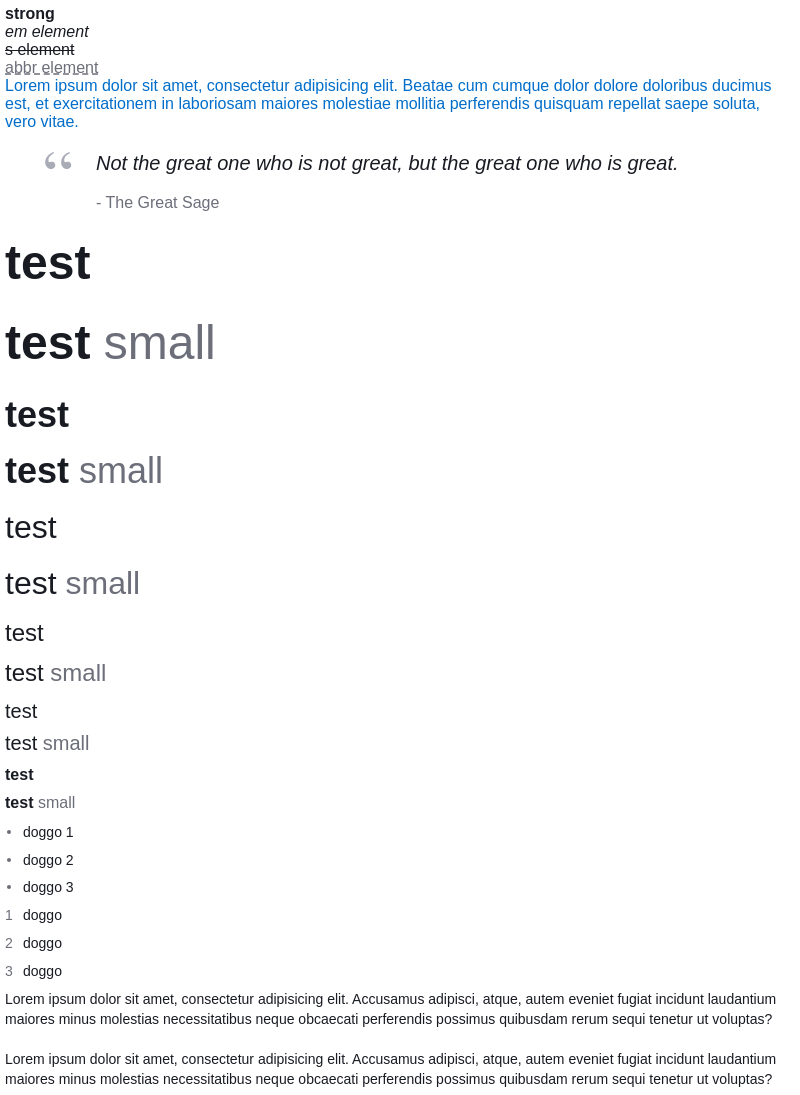 strong
em element
s element
abbr element
Lorem ipsum dolor sit amet, consectetur adipisicing elit. Beatae cum cumque dolor dolore doloribus ducimus
est, et exercitationem in laboriosam maiores molestiae mollitia perferendis quisquam repellat saepe soluta,
vero vitae.
“ Not the great one who is not great, but the great one who is great.
- The Great Sage
test
test small
test
test small
test
test small
test
test small
test
test small
test
test small
• doggo 1
• doggo 2
• doggo 3
1 doggo
2 doggo
3 doggo
Lorem ipsum dolor sit amet, consectetur adipisicing elit. Accusamus adipisci, atque, autem eveniet fugiat incidunt laudantium
maiores minus molestias necessitatibus neque obcaecati perferendis possimus quibusdam rerum sequi tenetur ut voluptas?
Lorem ipsum dolor sit amet, consectetur adipisicing elit. Accusamus adipisci, atque, autem eveniet fugiat incidunt laudantium
maiores minus molestias necessitatibus neque obcaecati perferendis possimus quibusdam rerum sequi tenetur ut voluptas?